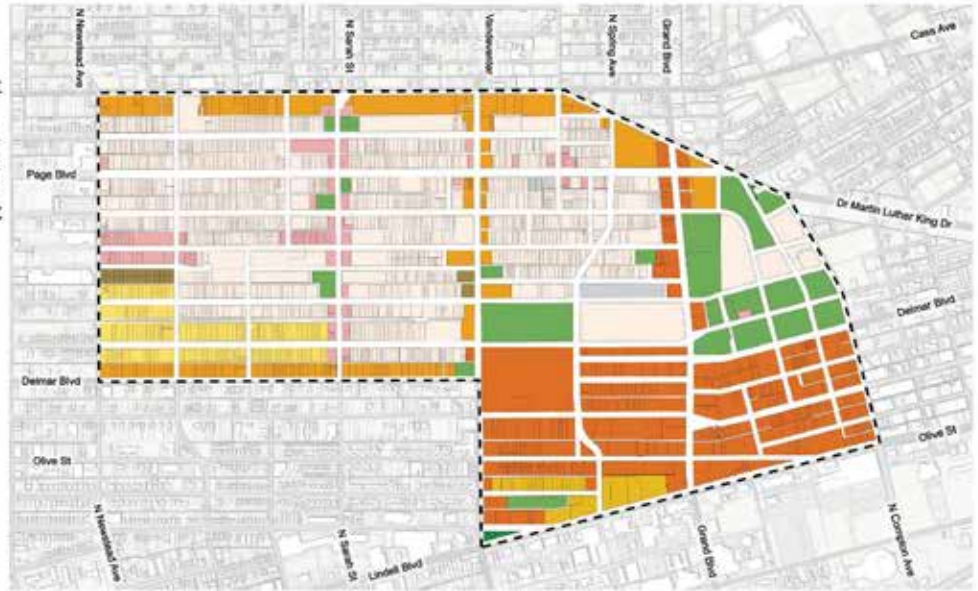 N Newstead Ave
N Sarah St
Vandeventer
N Spring Ave
Grand Blvd
Cass Ave
Page Blvd
Dr Martin Luther King Dr
Delmar Blvd
Delmar Blvd
Olive St
Olive St
N Newstead Ave
N Sarah St
Lindell Blvd
Grand Blvd
N Compton Ave